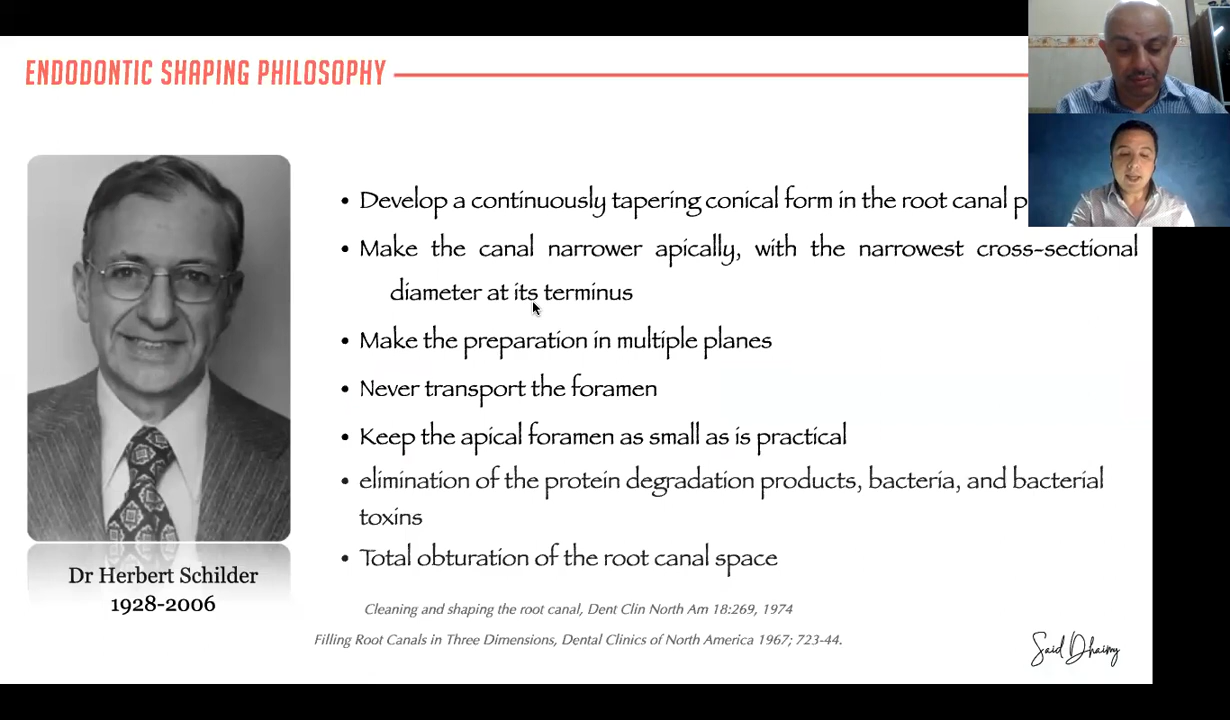 ENDODONTIC SHAPING PHILOSOPHY
• Develop a continuously tapering conical form in the root canal p
• Make the canal narrower apically, with the narrowest cross-sectional
diameter at its terminus
• Make the preparation in multiple planes
• Never transport the foramen
• Keep the apical foramen as small as is practical
• elimination of the protein degradation products, bacteria, and bacterial
toxins
• Total obturation of the root canal space
Dr Herbert Schilder
1928-2006
Cleaning and shaping the root canal, Dent Clin North Am 18:269, 1974
Filling Root Canals in Three Dimensions, Dental Clinics of North America 1967; 723-44.
Said Dhaimy